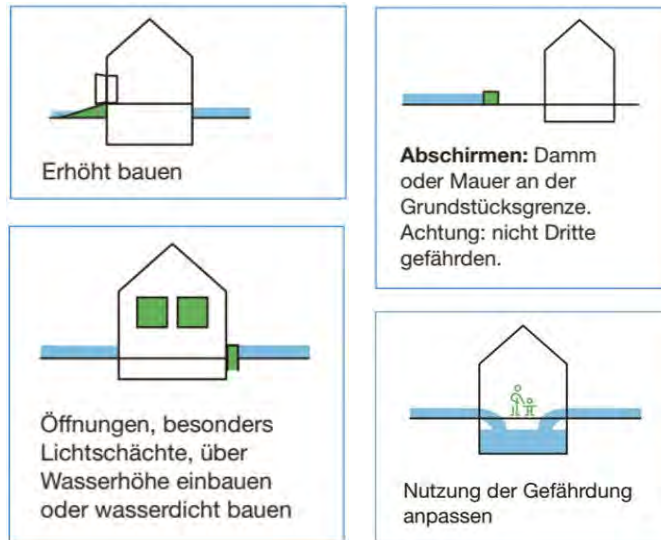 Erhöht bauen
Abschirmen: Damm
oder Mauer an der
Grundstücksgrenze.
Achtung: nicht Dritte
gefährden.
Öffnungen, besonders
Lichtschächte, über
Wasserhöhe einbauen
oder wasserdicht bauen
Nutzung der Gefährdung
anpassen